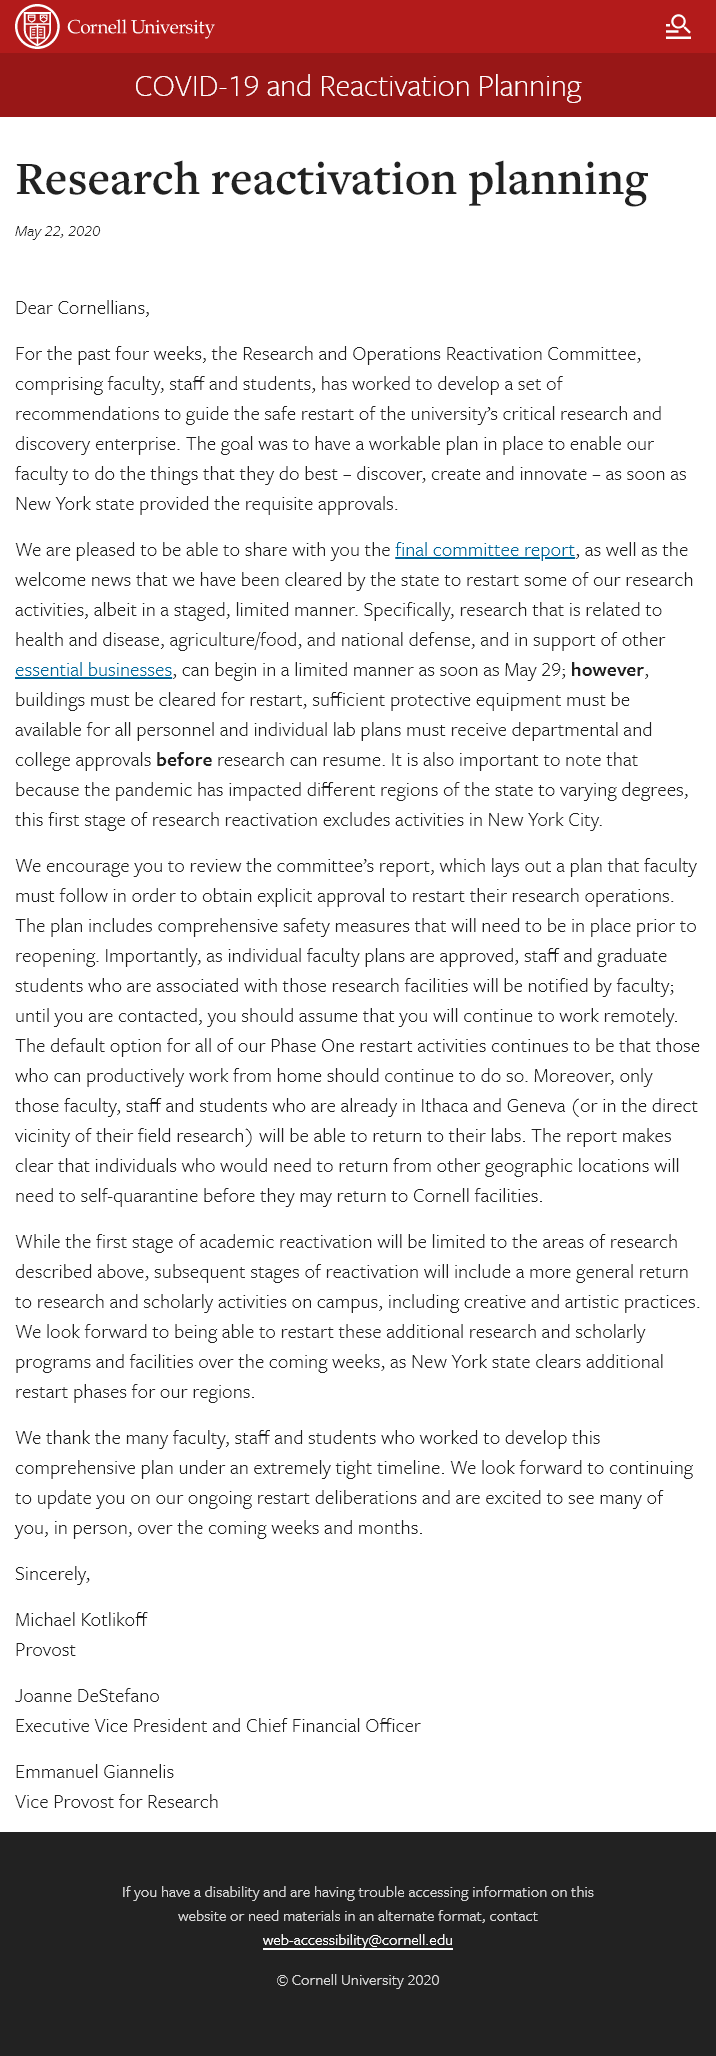 Cornell University
COVID-19 and Reactivation Planning
Research reactivation planning
May 22, 2020
Dear Cornellians,
For the past four weeks, the Research and Operations Reactivation Committee,
comprising faculty, staff and students, has worked to develop a set of
recommendations to guide the safe restart of the university’s critical research and
discovery enterprise. The goal was to have a workable plan in place to enable our
faculty to do the things that they do best – discover, create and innovate – as soon as
New York state provided the requisite approvals.
We are pleased to be able to share with you the final committee report, as well as the
welcome news that we have been cleared by the state to restart some of our research
activities, albeit in a staged, limited manner. Specifically, research that is related to
health and disease, agriculture/food, and national defense, and in support of other
essential businesses, can begin in a limited manner as soon as May 29; however,
buildings must be cleared for restart, sufficient protective equipment must be
available for all personnel and individual lab plans must receive departmental and
college approvals before research can resume. It is also important to note that
because the pandemic has impacted different regions of the state to varying degrees,
this first stage of research reactivation excludes activities in New York City.
We encourage you to review the committee’s report, which lays out a plan that faculty
must follow in order to obtain explicit approval to restart their research operations.
The plan includes comprehensive safety measures that will need to be in place prior to
reopening. Importantly, as individual faculty plans are approved, staff and graduate
students who are associated with those research facilities will be notified by faculty;
until you are contacted, you should assume that you will continue to work remotely.
The default option for all of our Phase One restart activities continues to be that those
who can productively work from home should continue to do so. Moreover, only
those faculty, staff and students who are already in Ithaca and Geneva (or in the direct
vicinity of their field research) will be able to return to their labs. The report makes
clear that individuals who would need to return from other geographic locations will
need to self-quarantine before they may return to Cornell facilities.
While the first stage of academic reactivation will be limited to the areas of research
described above, subsequent stages of reactivation will include a more general return
to research and scholarly activities on campus, including creative and artistic practices.
We look forward to being able to restart these additional research and scholarly
programs and facilities over the coming weeks, as New York state clears additional
restart phases for our regions.
We thank the many faculty, staff and students who worked to develop this
comprehensive plan under an extremely tight timeline. We look forward to continuing
to update you on our ongoing restart deliberations and are excited to see many of
you, in person, over the coming weeks and months.
Sincerely,
Michael Kotlikoff
Provost
Joanne DeStefano
Executive Vice President and Chief Financial Officer
Emmanuel Giannelis
Vice Provost for Research
If you have a disability and are having trouble accessing information on this
website or need materials in an alternate format, contact
web-accessibility@cornell.edu
© Cornell University 2020